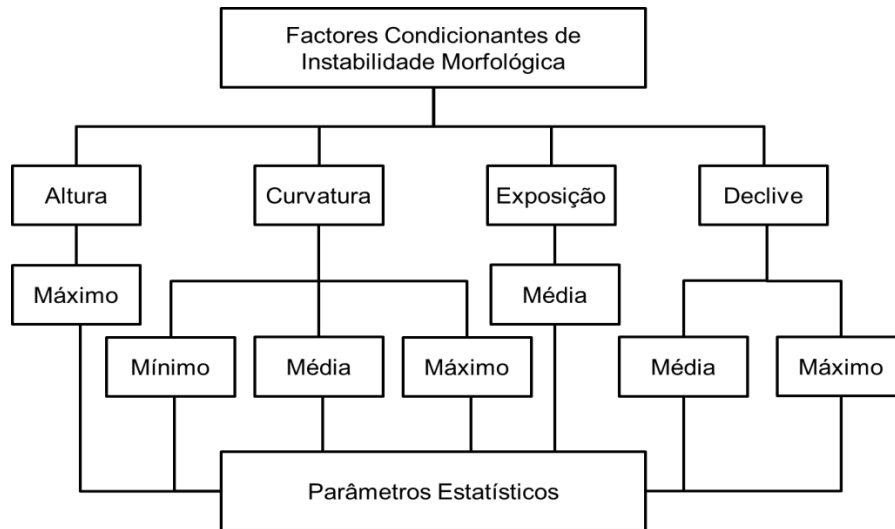 Factores Condicionantes de
Instabilidade Morfológica
Altura
Curvatura
Exposição
Declive
Máximo
Média
Mínimo
Média
Máximo
Média
Máximo
Parâmetros Estatísticos